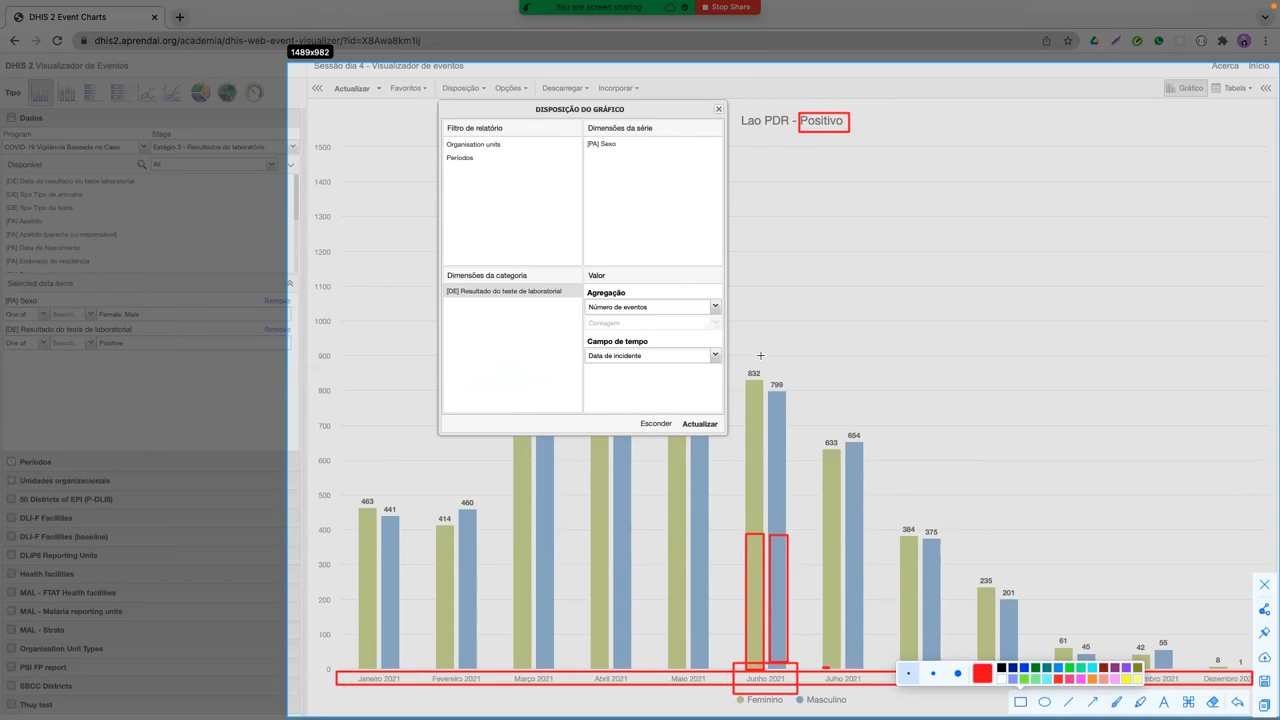 DHIS 2 Event Charts
You are screen sharing
Stop Share
dhis2.aprendai.org/academia/dhis-web-event-visualizer/?id=X8Awa8km1ij
1489x982
DHIS 2 Visualizador de Eventos
Sessão dia 4 - Visualizador de eventos
Acerca
Início
Tipo
Actualizar
Favoritos
Disposição
Opções
Descarregar
Incorporar
Gráfico
Tabela
Dados
Program
Stage
COVID-19 Vigilância Baseada no Caso
Estágio 3 - Resultados do laboratório
Disponível
All
[DE] Data do resultado do teste laboratorial
[DE] Spx Tipo de amostra
[DE] Spx Tipo de teste
[PA] Apelido
[PA] Apelido (parente ou responsável)
[PA] Data de Nascimento
[PA] Endereço de residencia
Selected data items
[PA] Sexo
Remove
One of
Search...
Female, Male
[DE] Resultado do teste de laboratorial
Remove
One of
Search...
Positive
Períodos
Unidades organizacionais
50 Districts of EPI (P-DLI8)
DLI-F Facilities
DLI-F Facilities (baseline)
DLIP6 Reporting Units
Health facilities
MAL - FTAT Health facilities
MAL - Malaria reporting units
MAL - Strata
Organisation Unit Types
PSI FP report
SBCC Districts
Thuy test
DISPOSIÇÃO DO GRÁFICO
Filtro de relatório
Dimensões da série
Organisation units
Períodos
[PA] Sexo
Dimensões da categoria
Valor
[DE] Resultado do teste de laboratorial
Agregação
Número de eventos
Contagem
Campo de tempo
Data de incidente
Esconder
Actualizar
Lao PDR - Positivo
1500
1400
1300
1200
1100
1000
900
800
700
600
500
400
300
200
100
0
463
441
414
460
832
799
633
654
384
375
235
201
61
45
42
55
8
1
Janeiro 2021
Fevereiro 2021
Março 2021
Abril 2021
Maio 2021
Junho 2021
Julho 2021
mbro 2021
Dezembro 2021
Feminino
Masculino
A